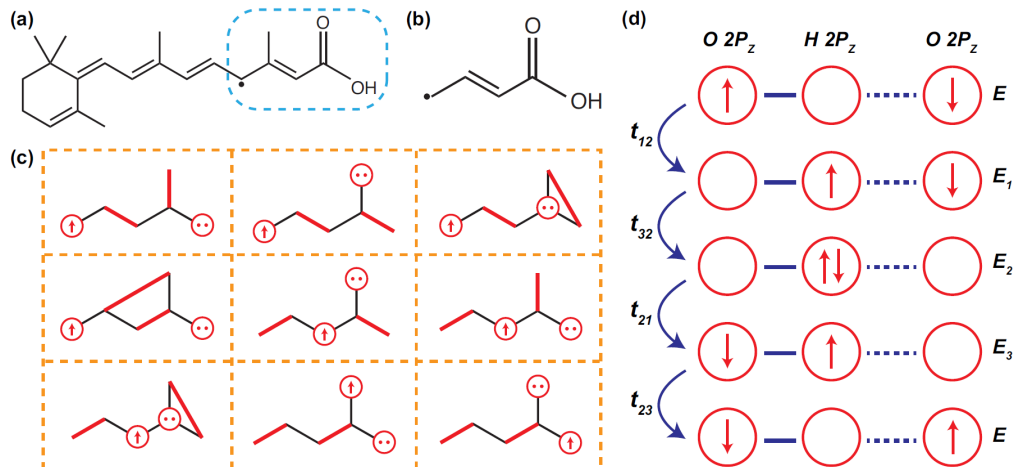 (a)
O
OH
(b)
O
OH
(c)
(d)
O 2Pz H 2Pz O 2Pz
E
t12
E1
t32
E2
t21
E3
t23
E